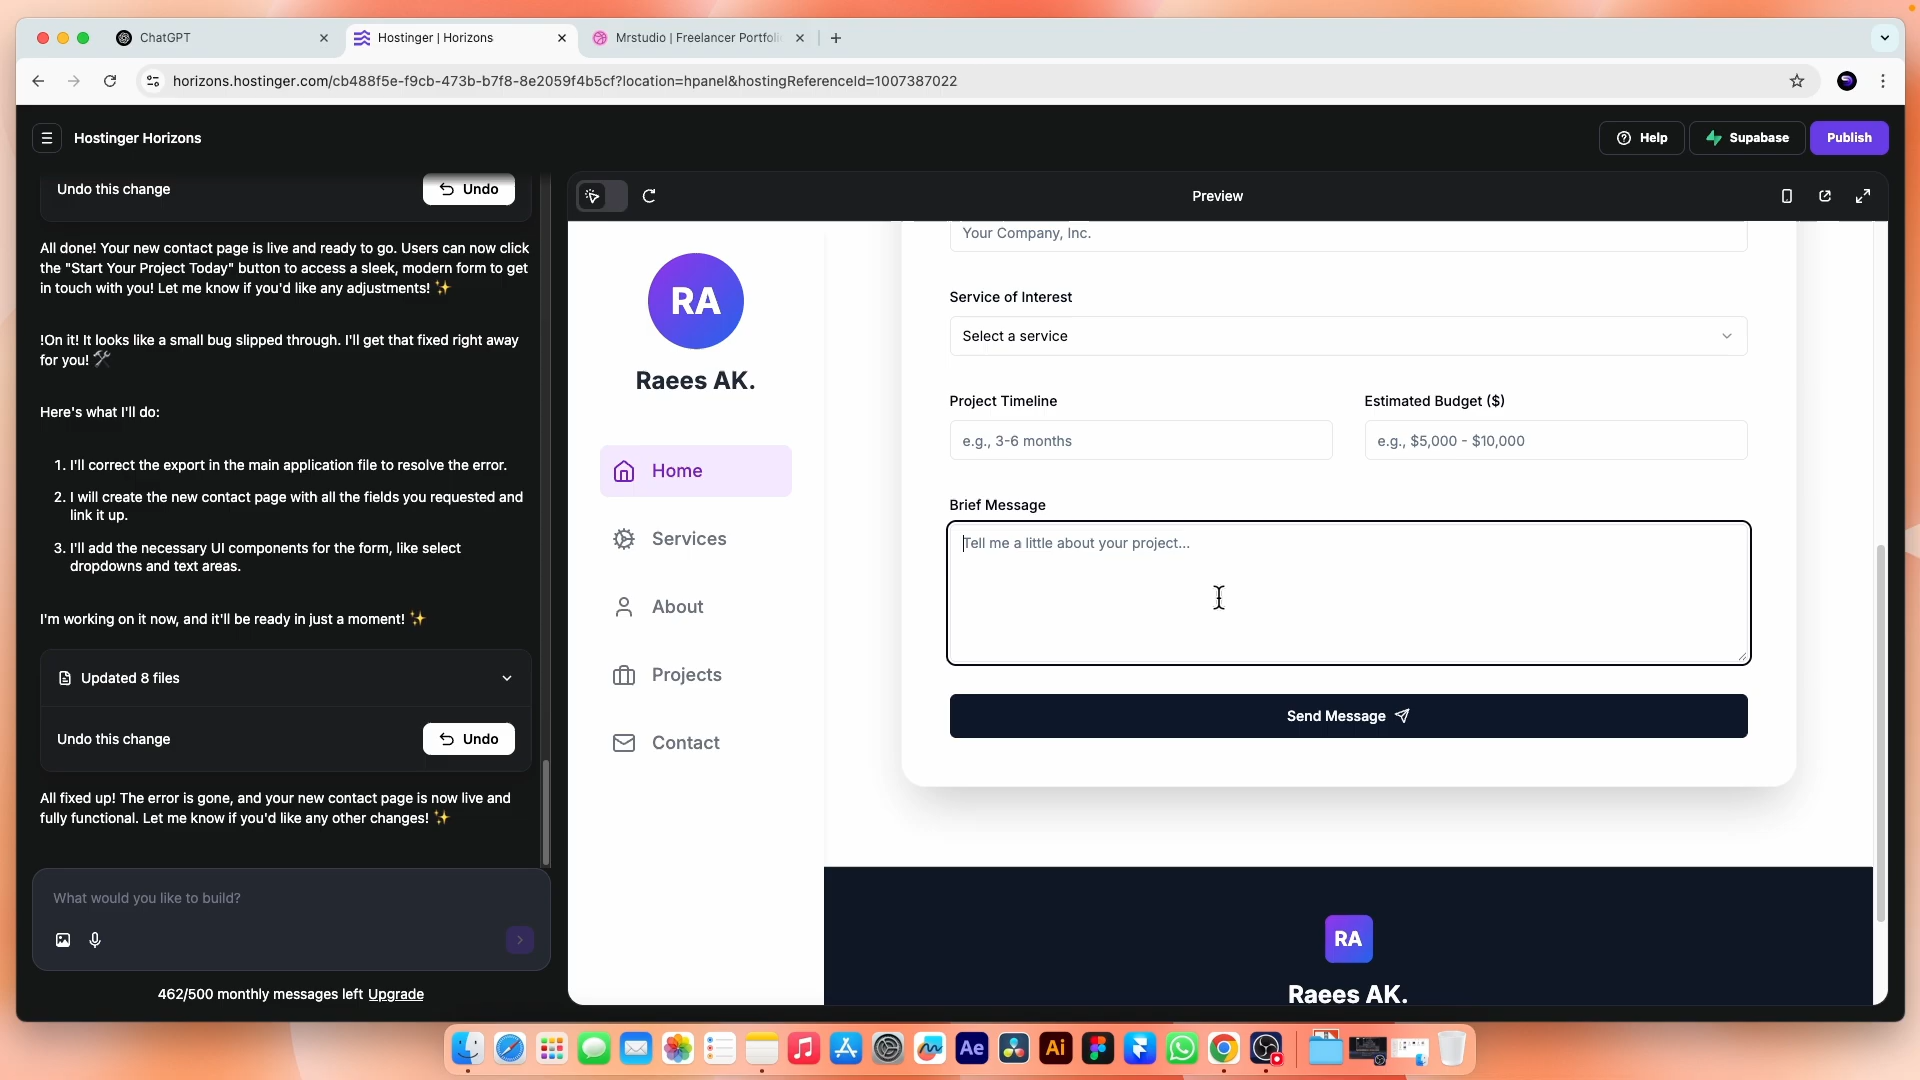 ChatGPT
Hostinger | Horizons
Mrstudio | Freelancer Portfoli
horizons.hostinger.com/cb488f5e-f9cb-473b-b7f8-8e2059f4b5cf?location=hpanel&hostingReferenceId=1007387022
Hostinger Horizons
Help
Supabase
Publish
Undo this change
Undo
All done! Your new contact page is live and ready to go. Users can now click
the "Start Your Project Today" button to access a sleek, modern form to get
in touch with you! Let me know if you'd like any adjustments! ✨
!On it! It looks like a small bug slipped through. I'll get that fixed right away
for you! 🛠️
Here's what I'll do:
1. I'll correct the export in the main application file to resolve the error.
2. I will create the new contact page with all the fields you requested and
link it up.
3. I'll add the necessary UI components for the form, like select
dropdowns and text areas.
I'm working on it now, and it'll be ready in just a moment! ✨
Updated 8 files
Undo this change
Undo
All fixed up! The error is gone, and your new contact page is now live and
fully functional. Let me know if you'd like any other changes! ✨
What would you like to build?
462/500 monthly messages left Upgrade
Preview
RA
Raees AK.
Home
Services
About
Projects
Contact
Your Company, Inc.
Service of Interest
Select a service
Project Timeline
Estimated Budget ($)
e.g., 3-6 months
e.g., $5,000 - $10,000
Brief Message
Tell me a little about your project...
Send Message
RA
Raees AK.
Ae
Ai